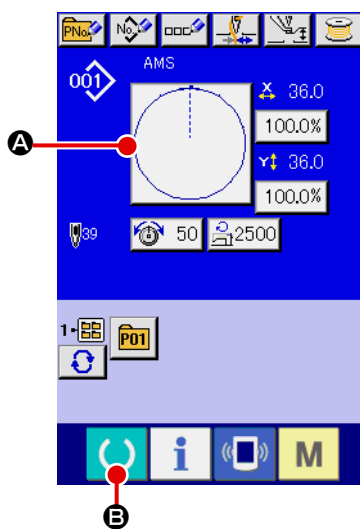 PNo. No.
AMS
001
X 36.0
A
100.0%
Y 36.0
100.0%
39 50 2500
1- P01
i M
B